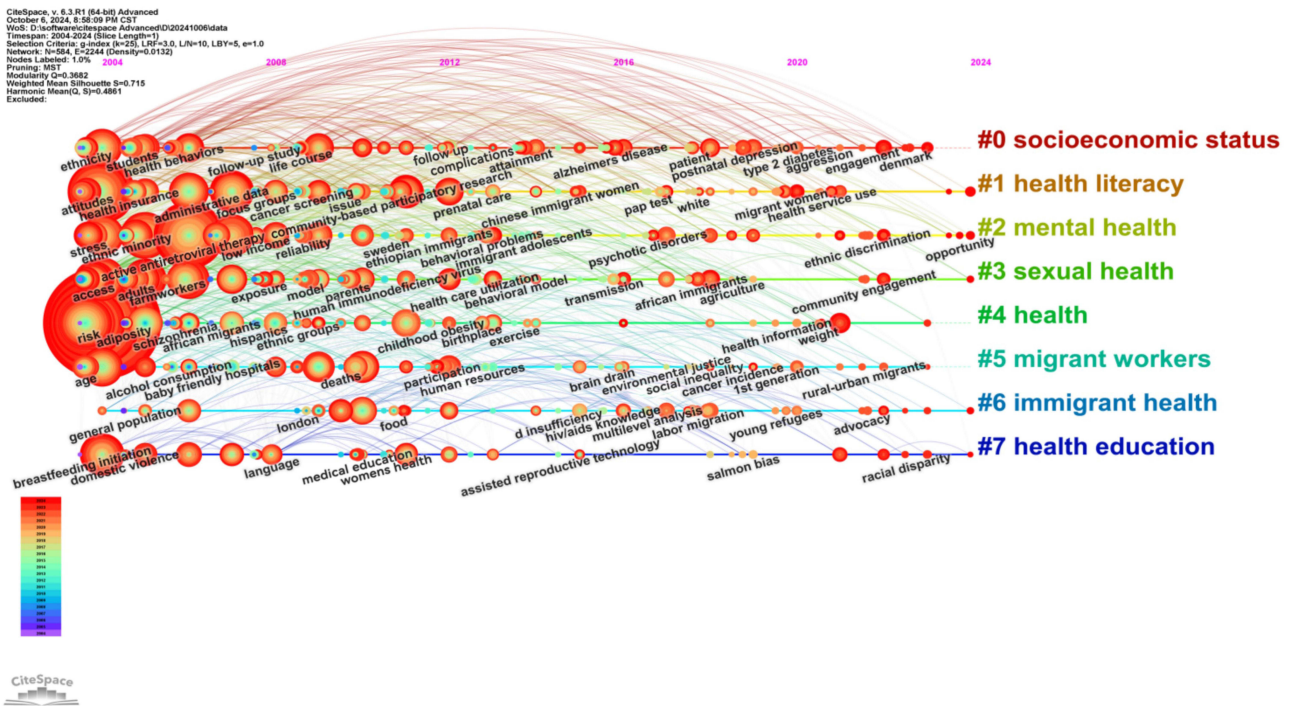 CiteSpace, v. 6.3.R1 (64-bit) Advanced
October 6, 2024, 8:58:09 PM CST
WoS: D:\software\citespace Advanced\D\20241006\data
Timespan: 2004-2024 (Slice Length=1)
Selection Criteria: g-index (k=25), LRF=3.0, L/N=10, LBY=5, e=1.0
Network: N=584, E=2244 (Density=0.0132)
Nodes Labeled: 1.0%
Pruning: MST
Modularity Q=0.3682
Weighted Mean Silhouette S=0.715
Harmonic Mean(Q, S)=0.4861
Excluded:
2004
2008
2012
2016
2020
2024
#0 socioeconomic status
ethnicity
students
health behaviors
follow-up study
life course
follow up
complications
attainment
alzheimers disease
patient
postnatal depression
type 2 diabetes
aggression
engagement
denmark
#1 health literacy
attitudes
health insurance
administrative data
focus groups
cancer screening
issue
community-based participatory research
prenatal care
chinese immigrant women
pap test
white
migrant women
health service use
#2 mental health
stress
ethnic minority
active antiretroviral therapy
low income
reliability
sweden
ethiopian immigrants
behavioral problems
immigrant adolescents
psychotic disorders
ethnic discrimination
opportunity
#3 sexual health
access
adults
farmworkers
exposure
model
parents
human immunodeficiency virus
health care utilization
behavioral model
transmission
african immigrants
agriculture
community engagement
#4 health
risk
adiposity
schizophrenia
african migrants
hispanics
ethnic groups
childhood obesity
birthplace
exercise
health information
weight
#5 migrant workers
age
alcohol consumption
baby friendly hospitals
deaths
participation
human resources
brain drain
environmental justice
social inequality
cancer incidence
1st generation
rural-urban migrants
#6 immigrant health
general population
london
food
d insufficiency
hiv/aids knowledge
multilevel analysis
labor migration
young refugees
advocacy
#7 health education
breastfeeding initiation
domestic violence
language
medical education
womens health
assisted reproductive technology
salmon bias
racial disparity
CiteSpace